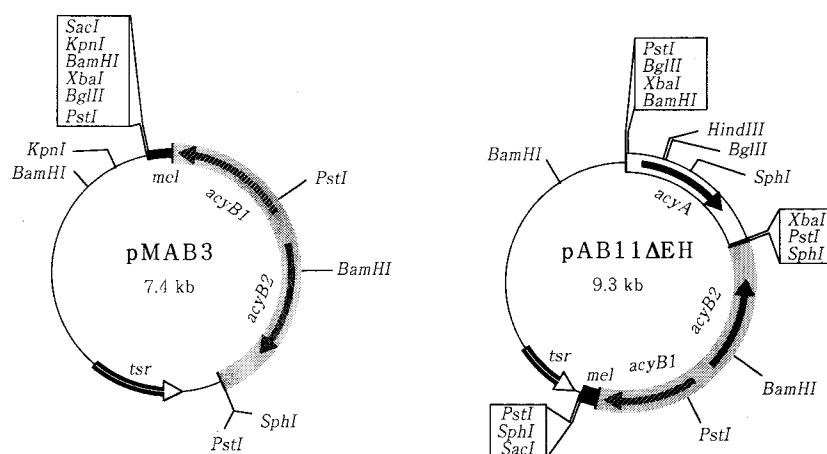 SacI
KpnI
BamHI
XbaI
BglII
PstI
KpnI
BamHI
mel
acyB1
PstI
pMAB3
7.4 kb
BamHI
acyB2
tsr
SphI
PstI
PstI
BglII
XbaI
BamHI
HindIII
BglII
SphI
BamHI
acyA
XbaI
PstI
SphI
pAB11ΔEH
9.3 kb
acyB2
tsr
mel
acyB1
BamHI
PstI
PstI
SphI
SacI